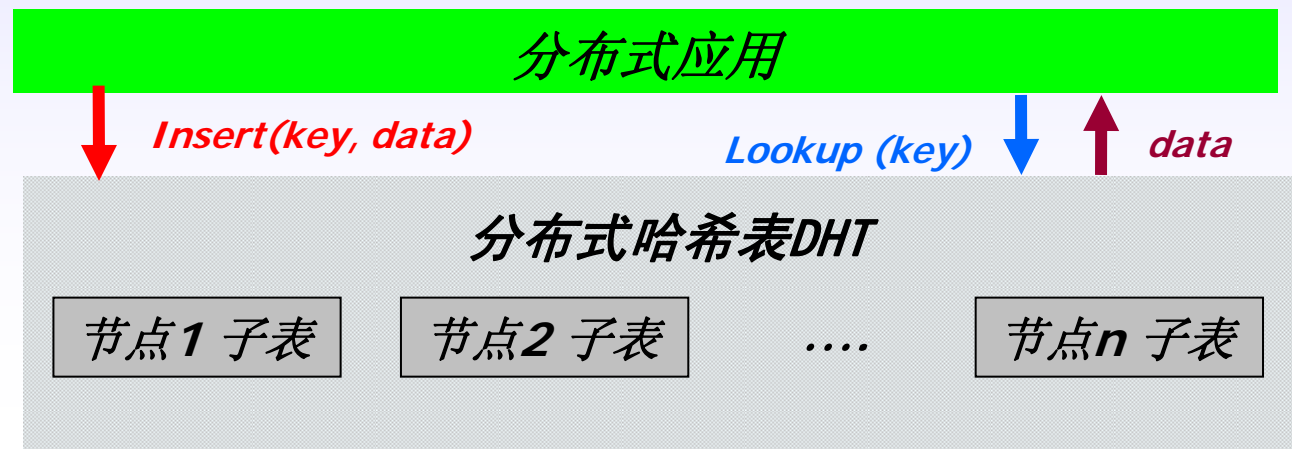 分布式应用
Insert(key, data)
Lookup (key)
data
分布式哈希表DHT
节点1 子表
节点2 子表
....
节点n 子表